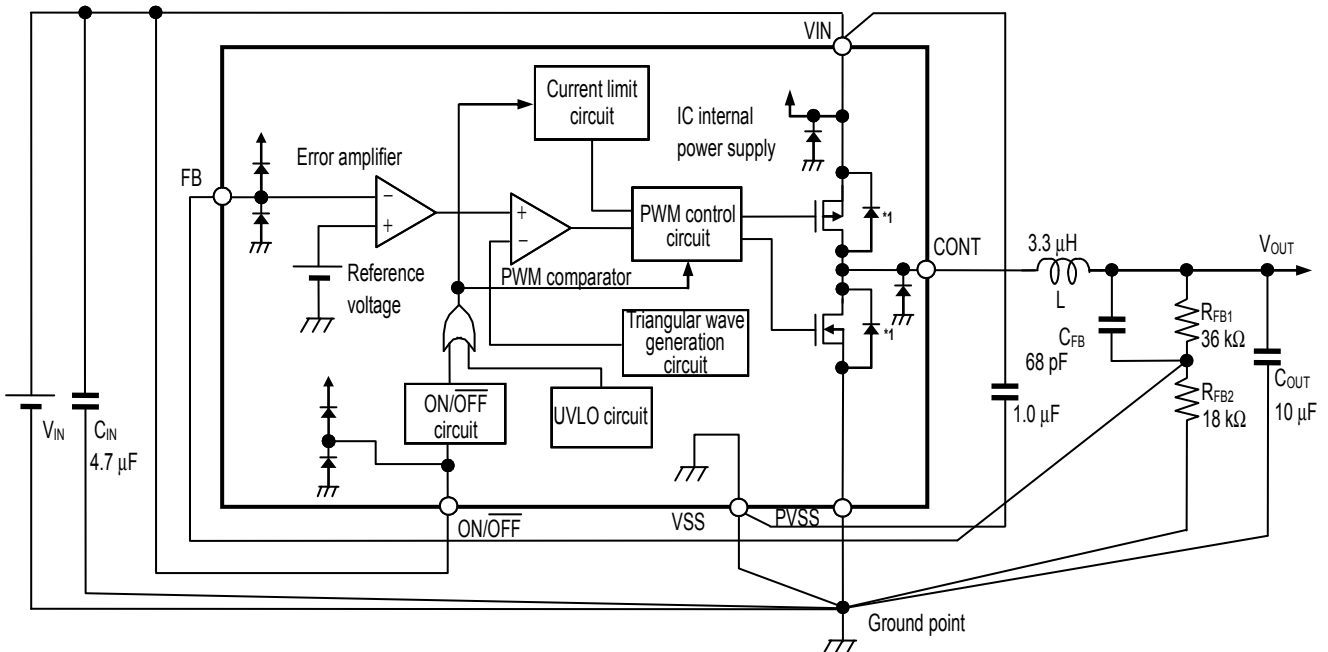 VIN
Current limit
circuit
IC internal
power supply
Error amplifier
FB
−
+
+
−
PWM control
circuit
*1
CONT
3.3 μH
VOUT
L
Reference
voltage
PWM comparator
RFB1
36 kΩ
CFB
68 pF
Triangular wave
generation
circuit
*1
COUT
10 μF
RFB2
18 kΩ
1.0 μF
VIN
CIN
4.7 μF
ON/OFF
circuit
UVLO circuit
ON/OFF
VSS
PVSS
Ground point